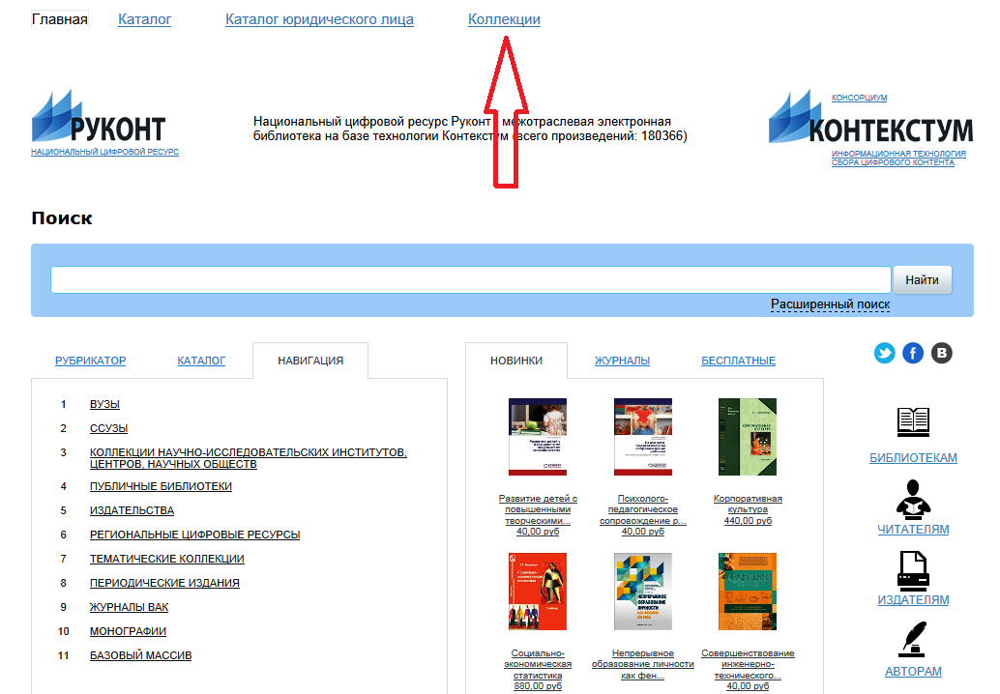 Главная Каталог Каталог юридического лица Коллекции
РУКОНТ
НАЦИОНАЛЬНЫЙ ЦИФРОВОЙ РЕСУРС
Национальный цифровой ресурс Руконт межотраслевая электронная
библиотека на базе технологии Контекстум (всего произведений: 180366)
КОНСОРЦИУМ
КОНТЕКСТУМ
ИНФОРМАЦИОННАЯ ТЕХНОЛОГИЯ
СБОРА ЦИФРОВОГО КОНТЕНТА
Поиск
Найти
Расширенный поиск
РУБРИКАТОР КАТАЛОГ НАВИГАЦИЯ
1 ВУЗЫ
2 ССУЗЫ
3 КОЛЛЕКЦИИ НАУЧНО-ИССЛЕДОВАТЕЛЬСКИХ ИНСТИТУТОВ,
ЦЕНТРОВ, НАУЧНЫХ ОБЩЕСТВ
4 ПУБЛИЧНЫЕ БИБЛИОТЕКИ
5 ИЗДАТЕЛЬСТВА
6 РЕГИОНАЛЬНЫЕ ЦИФРОВЫЕ РЕСУРСЫ
7 ТЕМАТИЧЕСКИЕ КОЛЛЕКЦИИ
8 ПЕРИОДИЧЕСКИЕ ИЗДАНИЯ
9 ЖУРНАЛЫ ВАК
10 МОНОГРАФИИ
11 БАЗОВЫЙ МАССИВ
НОВИНКИ ЖУРНАЛЫ БЕСПЛАТНЫЕ
Развитие детей с
повышенными
творческими...
40,00 руб
Психолого-
педагогическое
сопровождение р...
40,00 руб
Корпоративная
культура
440,00 руб
Социально-
экономическая
статистика
880,00 руб
НЕПРЕРЫВНОЕ
ОБРАЗОВАНИЕ
ЛИЧНОСТИ
Непрерывное
образование личности
как фен...
Совершенствование
инженерно-
технического...
40,00 руб
f В
БИБЛИОТЕКАМ
ЧИТАТЕЛЯМ
ИЗДАТЕЛЯМ
АВТОРАМ